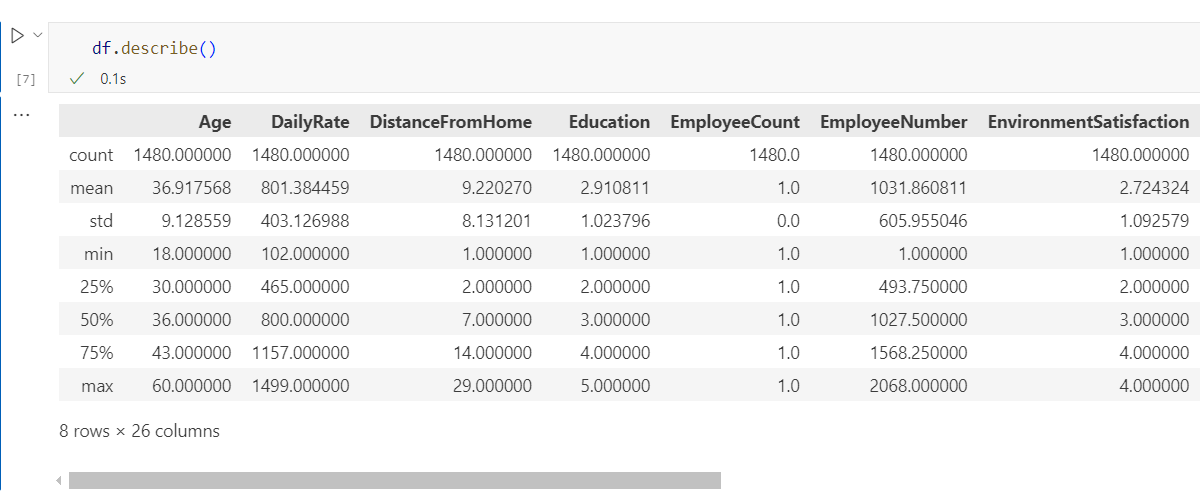 df.describe()
[7]
0.1s
...
Age DailyRate DistanceFromHome Education EmployeeCount EmployeeNumber EnvironmentSatisfaction
count 1480.000000 1480.000000 1480.000000 1480.000000 1480.0 1480.000000 1480.000000
mean 36.917568 801.384459 9.220270 2.910811 1.0 1031.860811 2.724324
std 9.128559 403.126988 8.131201 1.023796 0.0 605.955046 1.092579
min 18.000000 102.000000 1.000000 1.000000 1.0 1.000000 1.000000
25% 30.000000 465.000000 2.000000 2.000000 1.0 493.750000 2.000000
50% 36.000000 800.000000 7.000000 3.000000 1.0 1027.500000 3.000000
75% 43.000000 1157.000000 14.000000 4.000000 1.0 1568.250000 4.000000
max 60.000000 1499.000000 29.000000 5.000000 1.0 2068.000000 4.000000
8 rows × 26 columns